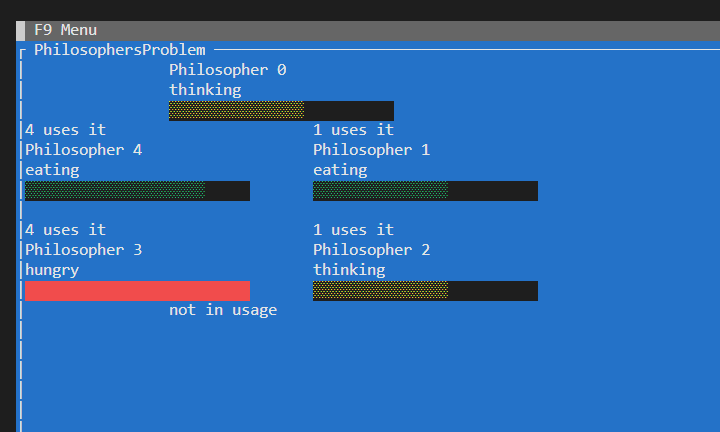 F9 Menu
PhilosophersProblem
Philosopher 0
thinking
4 uses it 1 uses it
Philosopher 4 Philosopher 1
eating eating
4 uses it 1 uses it
Philosopher 3 Philosopher 2
hungry thinking
not in usage